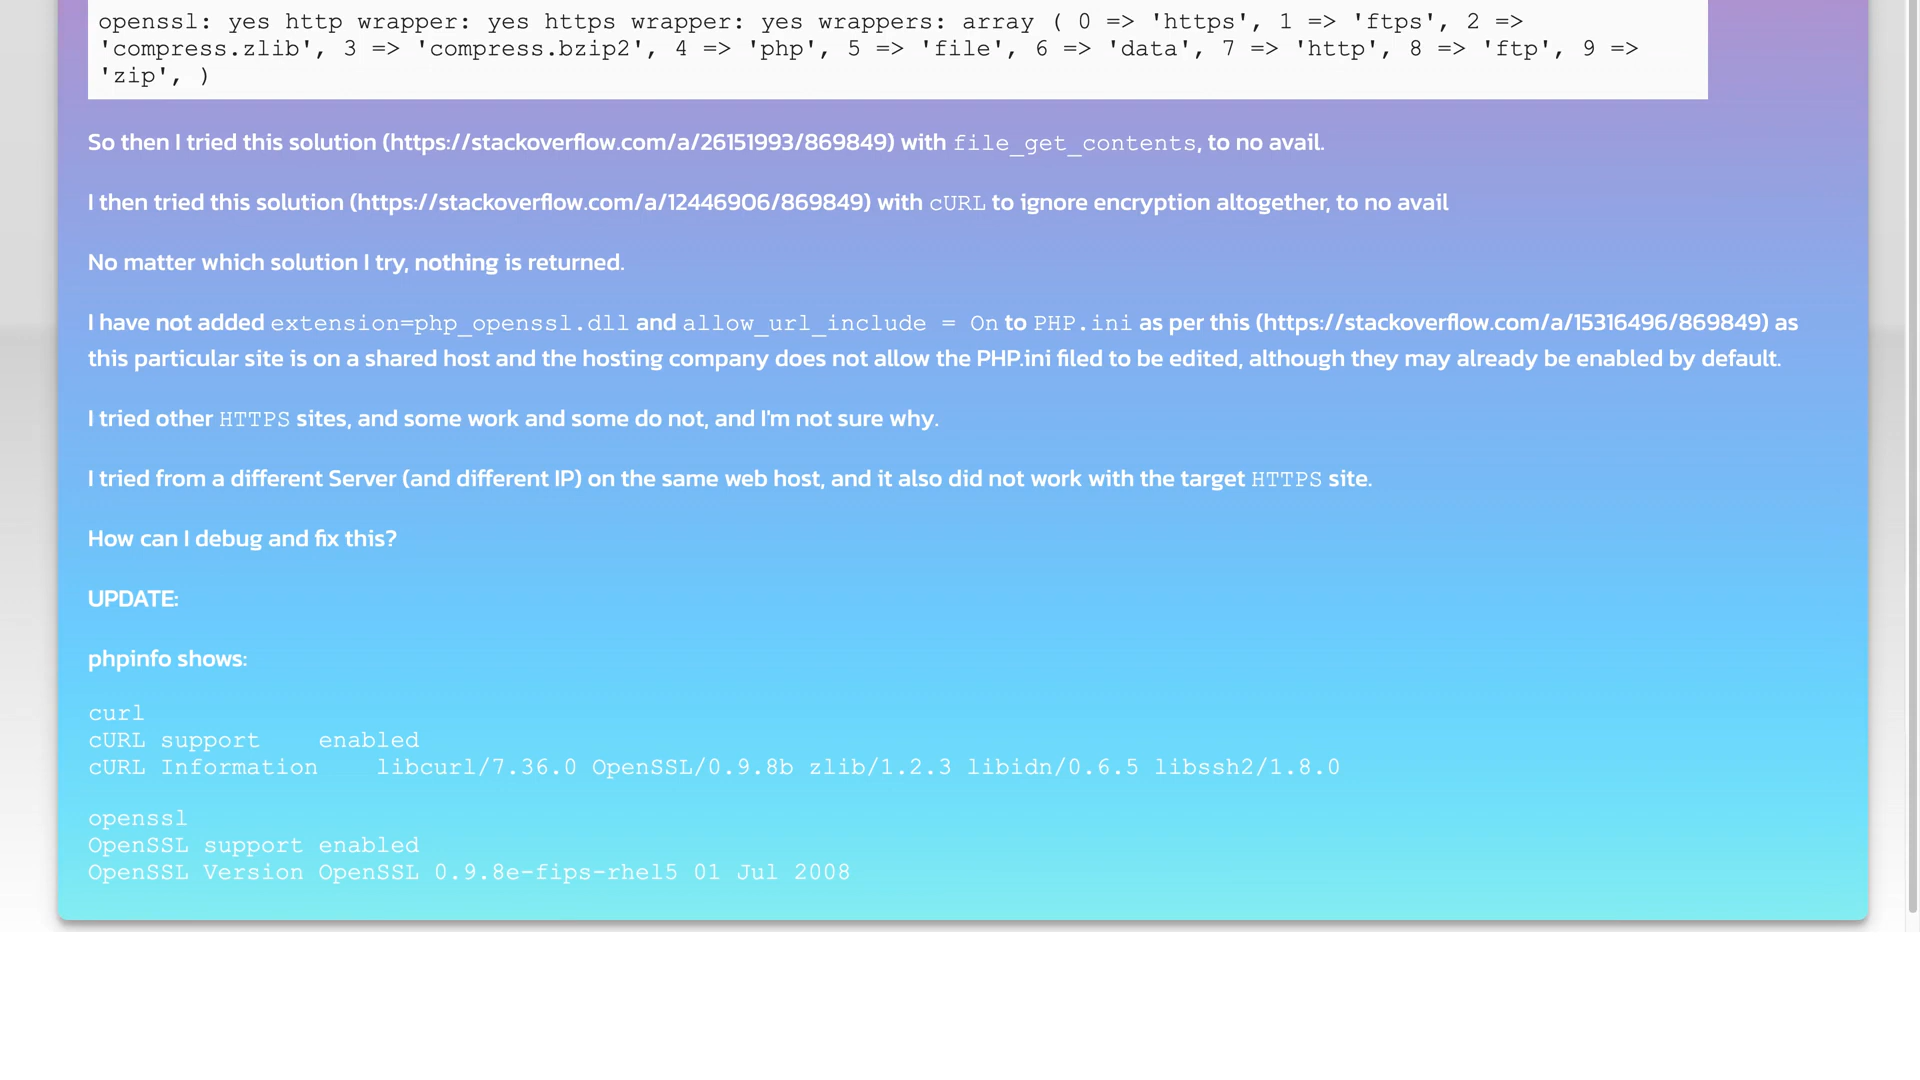 openssl: yes http wrapper: yes https wrapper: yes wrappers: array ( 0 => 'https', 1 => 'ftps', 2 =>
'compress.zlib', 3 => 'compress.bzip2', 4 => 'php', 5 => 'file', 6 => 'data', 7 => 'http', 8 => 'ftp', 9 =>
'zip', )
So then I tried this solution (https://stackoverflow.com/a/26151993/869849) with file_get_contents, to no avail.
I then tried this solution (https://stackoverflow.com/a/12446906/869849) with cURL to ignore encryption altogether, to no avail
No matter which solution I try, nothing is returned.
I have not added extension=php_openssl.dll and allow_url_include = On to PHP.ini as per this (https://stackoverflow.com/a/15316496/869849) as
this particular site is on a shared host and the hosting company does not allow the PHP.ini filed to be edited, although they may already be enabled by default.
I tried other HTTPS sites, and some work and some do not, and I'm not sure why.
I tried from a different Server (and different IP) on the same web host, and it also did not work with the target HTTPS site.
How can I debug and fix this?
UPDATE:
phpinfo shows:
curl
cURL support    enabled
cURL Information    libcurl/7.36.0 OpenSSL/0.9.8b zlib/1.2.3 libidn/0.6.5 libssh2/1.8.0
openssl
OpenSSL support enabled
OpenSSL Version OpenSSL 0.9.8e-fips-rhel5 01 Jul 2008